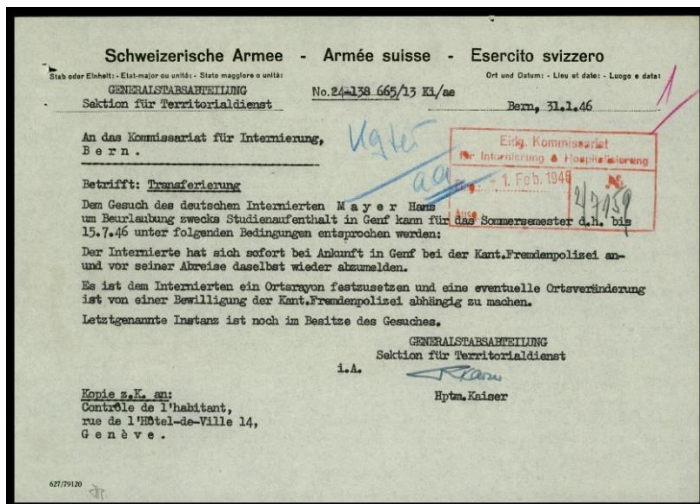 Schweizerische Armee - Armée suisse - Esercito svizzero
Stab oder Einheit: - Etat-major ou unité: - Stato maggiore o unità:
Ort und Datum: - Lieu et date: - Luogo e data:
GENERALSTABSABTEILUNG
No. 24-138 665/13 Ki/ae
Sektion für Territorialdienst
Bern, 31.1.46
An das Kommissariat für Internierung,
Bern.
Eidg. Kommissariat
für Internierung & Hospitalisierung
- 1. Feb. 1946
Betrifft: Transferierung
Dem Gesuch des deutschen Internierten Mayer Hans
um Beurlaubung zwecks Studienaufenthalt in Genf kann für das Sommersemester d.h. bis
15.7.46 unter folgenden Bedingungen entsprochen werden:
Der Internierte hat sich sofort bei Ankunft in Genf bei der Kant.Fremdenpolizei an-
und vor seiner Abreise daselbst wieder abzumelden.
Es ist dem Internierten ein Ortsrayon festzusetzen und eine eventuelle Ortsveränderung
ist von einer Bewilligung der Kant.Fremdenpolizei abhängig zu machen.
Letztgenannte Instanz ist noch im Besitze des Gesuches.
GENERALSTABSABTEILUNG
Sektion für Territorialdienst
i.A.
Hptm.Kaiser
Kopie z.K. an:
Contrôle de l'habitant,
rue de l'Hôtel-de-Ville 14,
Genève.
627/79120